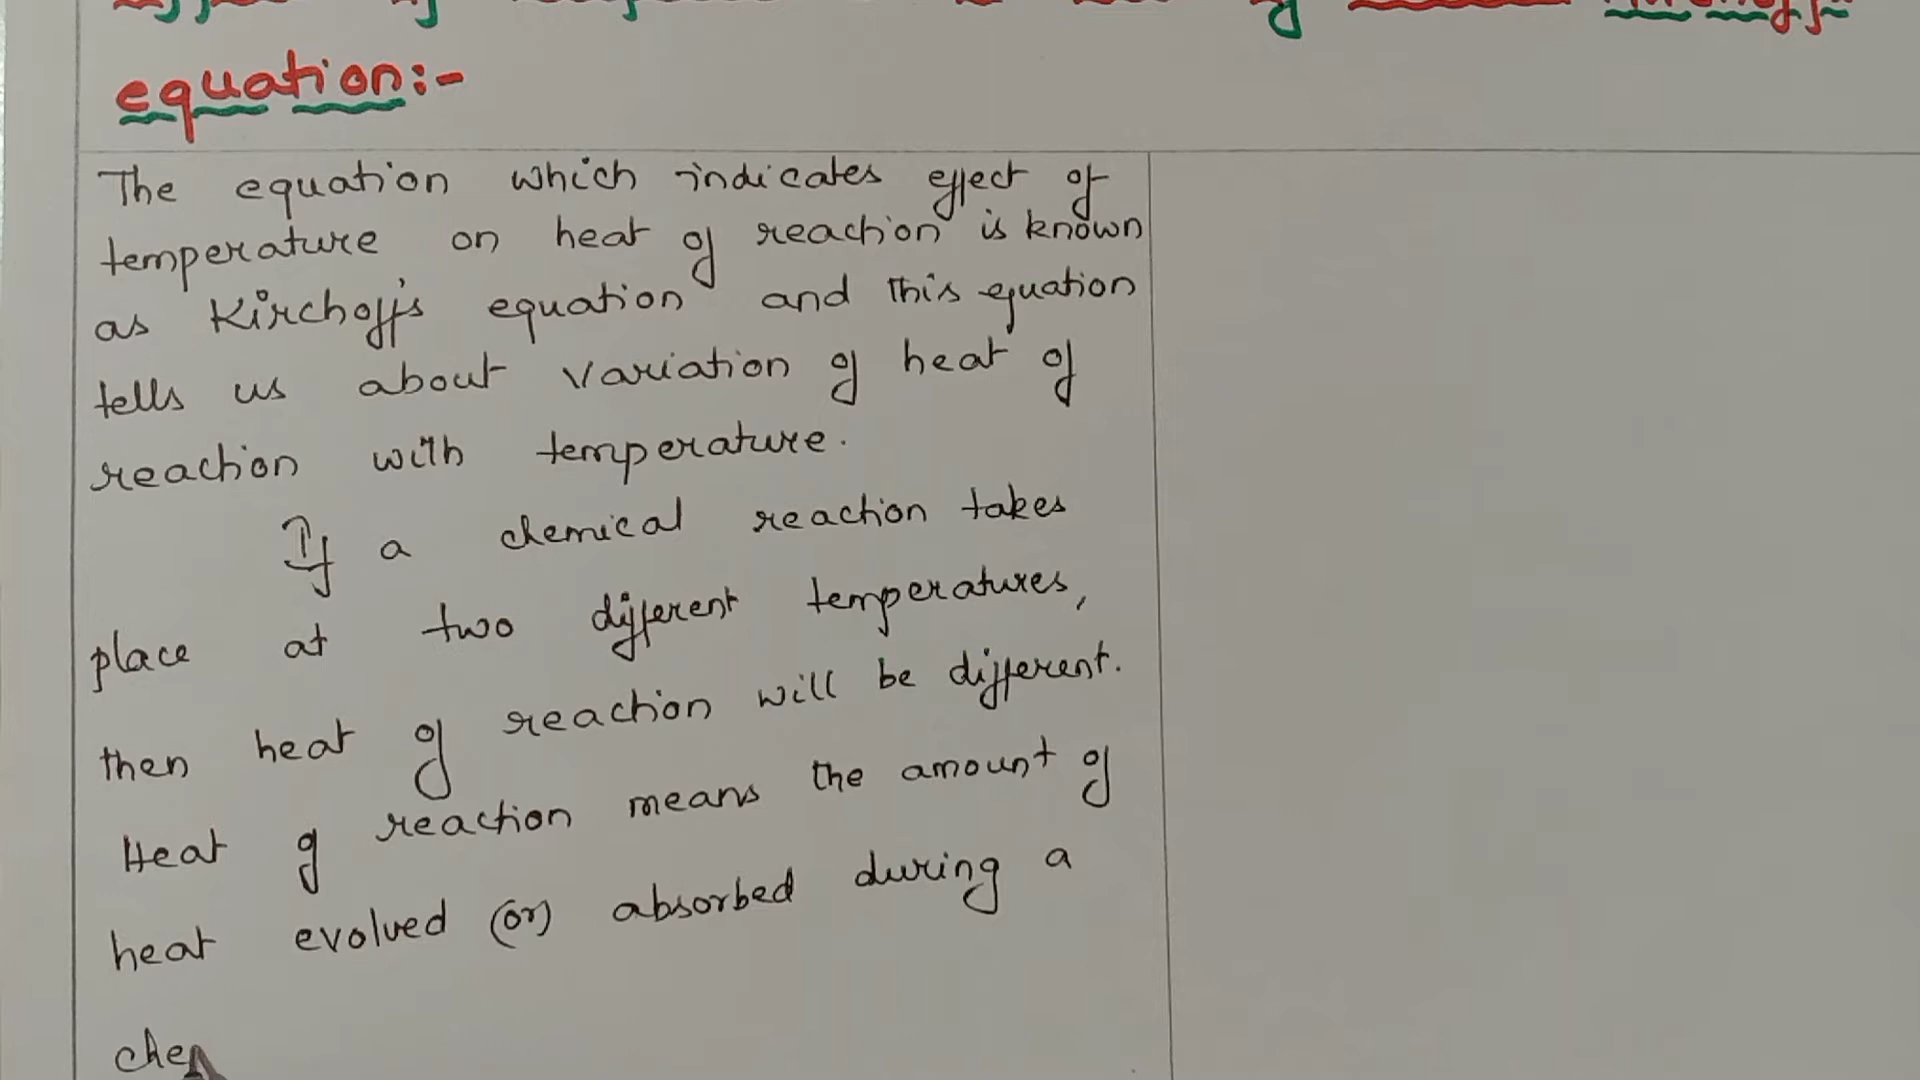 equation:-
The equation which indicates effect of
temperature on heat of reaction is known
as Kirchoff's equation and this equation
tells us about variation of heat of
reaction with temperature.
If a chemical reaction takes
place at two different temperatures,
then heat of reaction will be different.
Heat of reaction means the amount of
heat evolved (or) absorbed during a
che